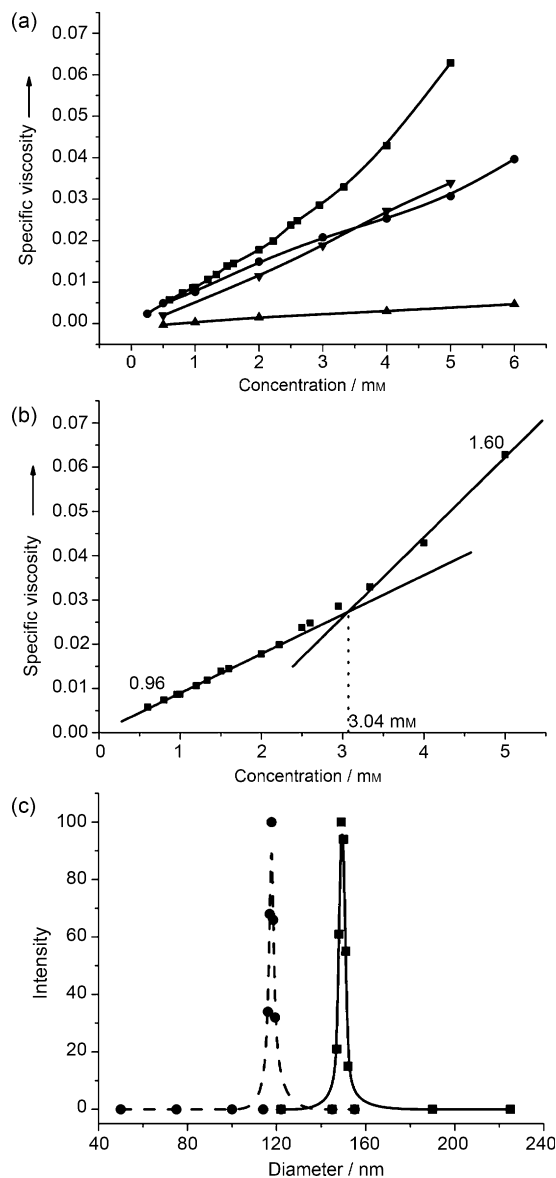 (a)
0.07
0.06
0.05
0.04
0.03
0.02
0.01
0.00
Specific viscosity
0 1 2 3 4 5 6
Concentration / mM
(b)
0.07
0.06
0.05
0.04
0.03
0.02
0.01
0.00
Specific viscosity
1.60
0.96
3.04 mM
0 1 2 3 4 5
Concentration / mM
(c)
100
80
60
40
20
0
Intensity
40 80 120 160 200 240
Diameter / nm